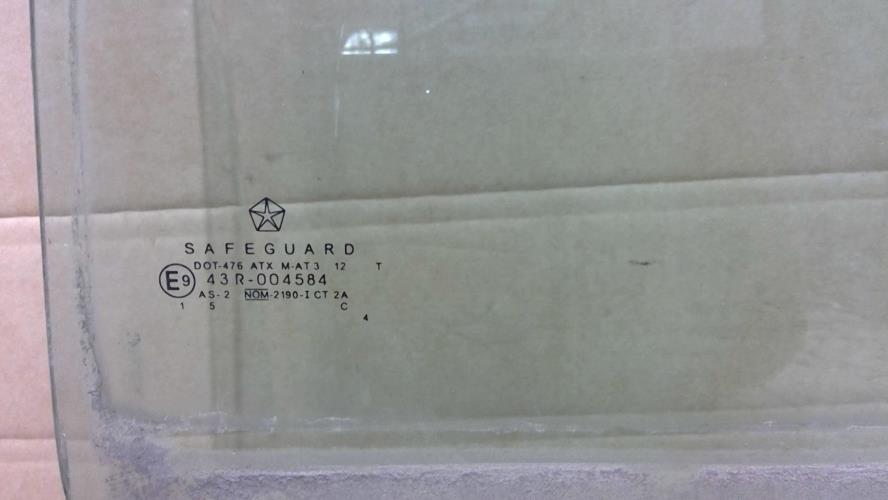 SAFEGUARD
DOT-476 ATX M-AT3 12 T
E9 43R-004584
AS-2 NOM-2190-I CT 2A
1 5 C
4